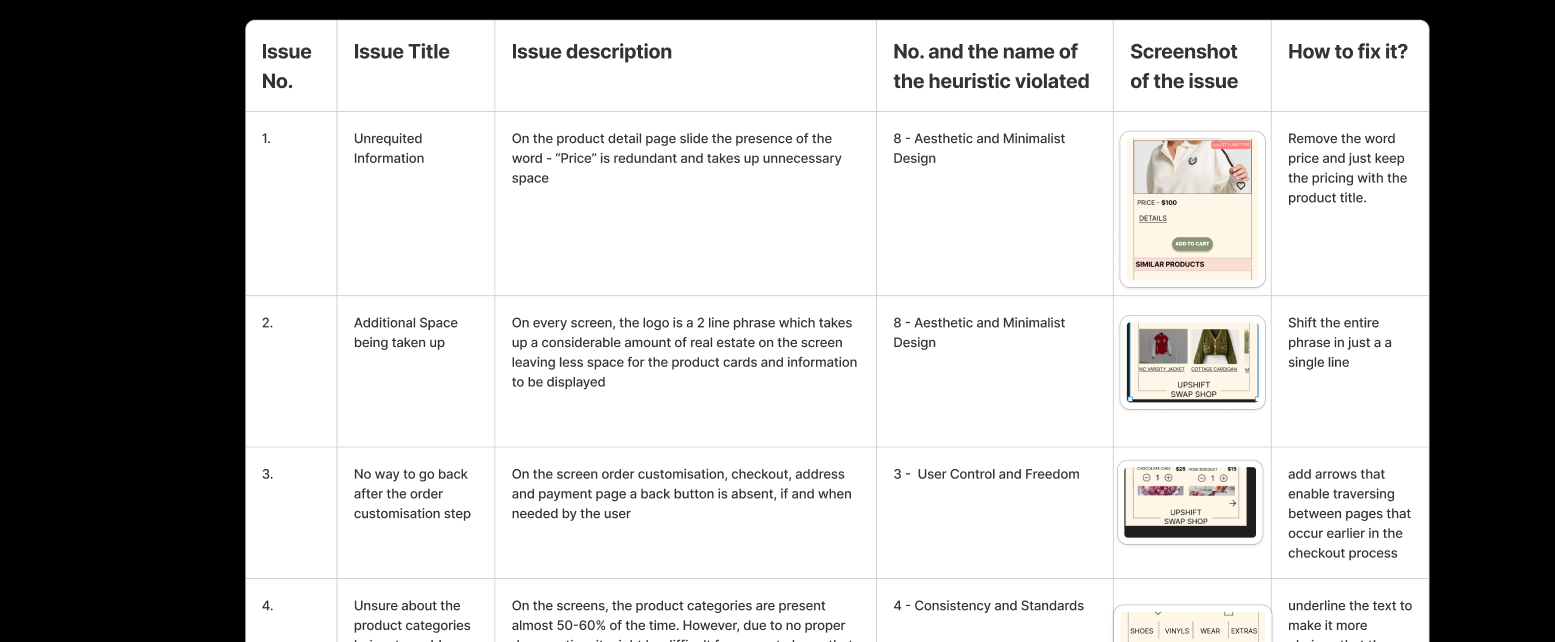 Issue
No.
Issue Title
Issue description
No. and the name of
the heuristic violated
Screenshot
of the issue
How to fix it?
1.
Unrequited
Information
On the product detail page slide the presence of the
word - “Price” is redundant and takes up unnecessary
space
8 - Aesthetic and Minimalist
Design
STYLING TIPS
PRICE - $100
DETAILS
ADD TO CART
SIMILAR PRODUCTS
Remove the word
price and just keep
the pricing with the
product title.
2.
Additional Space
being taken up
On every screen, the logo is a 2 line phrase which takes
up a considerable amount of real estate on the screen
leaving less space for the product cards and information
to be displayed
8 - Aesthetic and Minimalist
Design
NC VARSITY JACKET
COTTAGE CARDIGAN
UPSHIFT
SWAP SHOP
Shift the entire
phrase in just a a
single line
3.
No way to go back
after the order
customisation step
On the screen order customisation, checkout, address
and payment page a back button is absent, if and when
needed by the user
3 -  User Control and Freedom
CHOCOLATE CAKE $25 ROSE BOUQUET $15
1 1
UPSHIFT
SWAP SHOP
add arrows that
enable traversing
between pages that
occur earlier in the
checkout process
4.
Unsure about the
product categories
On the screens, the product categories are present
almost 50-60% of the time. However, due to no proper
4 - Consistency and Standards
SHOES VINYLS WEAR EXTRAS
underline the text to
make it more